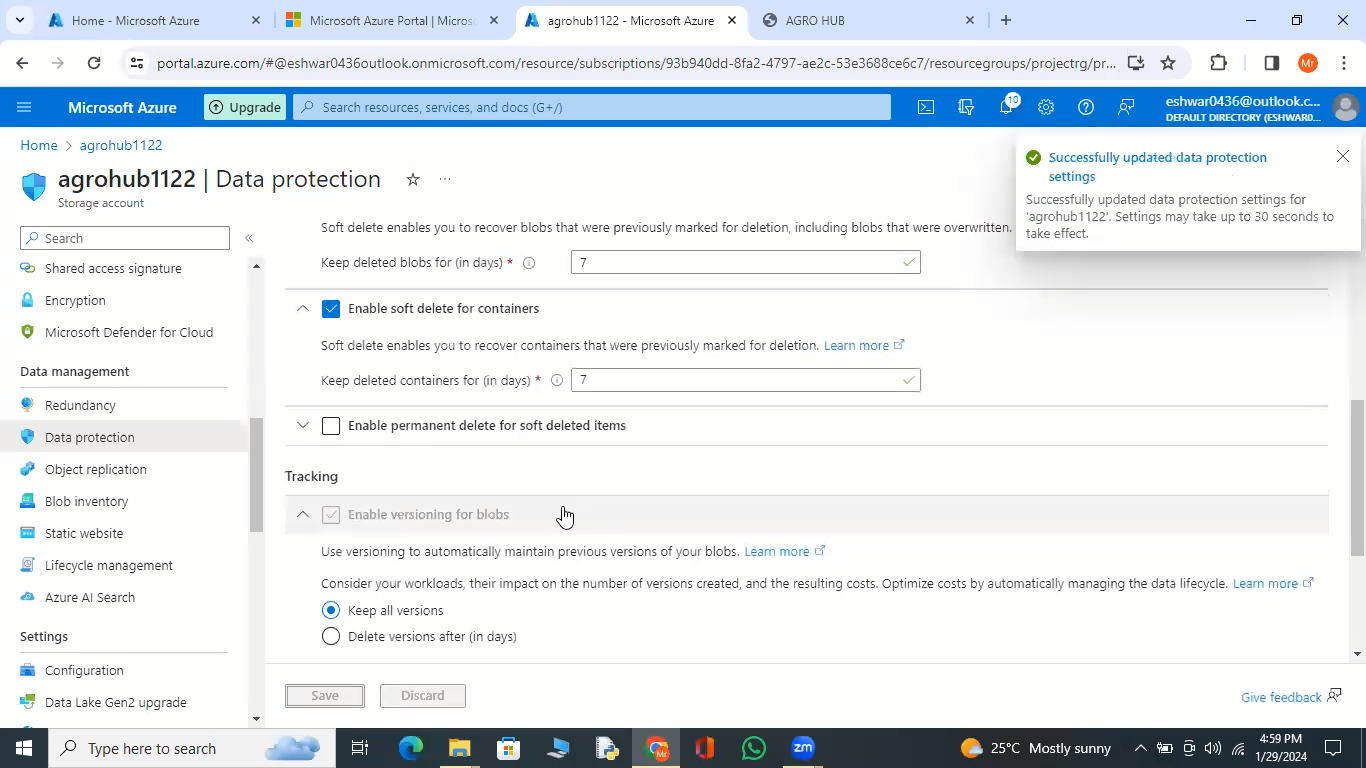 Home - Microsoft Azure
Microsoft Azure Portal | Micros
agrohub1122 - Microsoft Azure
AGRO HUB
portal.azure.com/#@eshwar0436outlook.onmicrosoft.com/resource/subscriptions/93b940dd-8fa2-4797-ae2c-53e3688ce6c7/resourcegroups/projectrg/pr...
Mr
Microsoft Azure
Upgrade
Search resources, services, and docs (G+/)
10
eshwar0436@outlook.c...
DEFAULT DIRECTORY (ESHWAR0...
Home > agrohub1122
agrohub1122 | Data protection
Storage account
Successfully updated data protection
settings
Successfully updated data protection settings for
'agrohub1122'. Settings may take up to 30 seconds to
take effect.
Search
Shared access signature
Encryption
Microsoft Defender for Cloud
Data management
Redundancy
Data protection
Object replication
Blob inventory
Static website
Lifecycle management
Azure AI Search
Settings
Configuration
Data Lake Gen2 upgrade
Soft delete enables you to recover blobs that were previously marked for deletion, including blobs that were overwritten.
Keep deleted blobs for (in days) * 7
Enable soft delete for containers
Soft delete enables you to recover containers that were previously marked for deletion. Learn more
Keep deleted containers for (in days) * 7
Enable permanent delete for soft deleted items
Tracking
Enable versioning for blobs
Use versioning to automatically maintain previous versions of your blobs. Learn more
Consider your workloads, their impact on the number of versions created, and the resulting costs. Optimize costs by automatically managing the data lifecycle. Learn more
Keep all versions
Delete versions after (in days)
Save
Discard
Give feedback
Type here to search
Mr
zm
25°C Mostly sunny
4:59 PM
1/29/2024